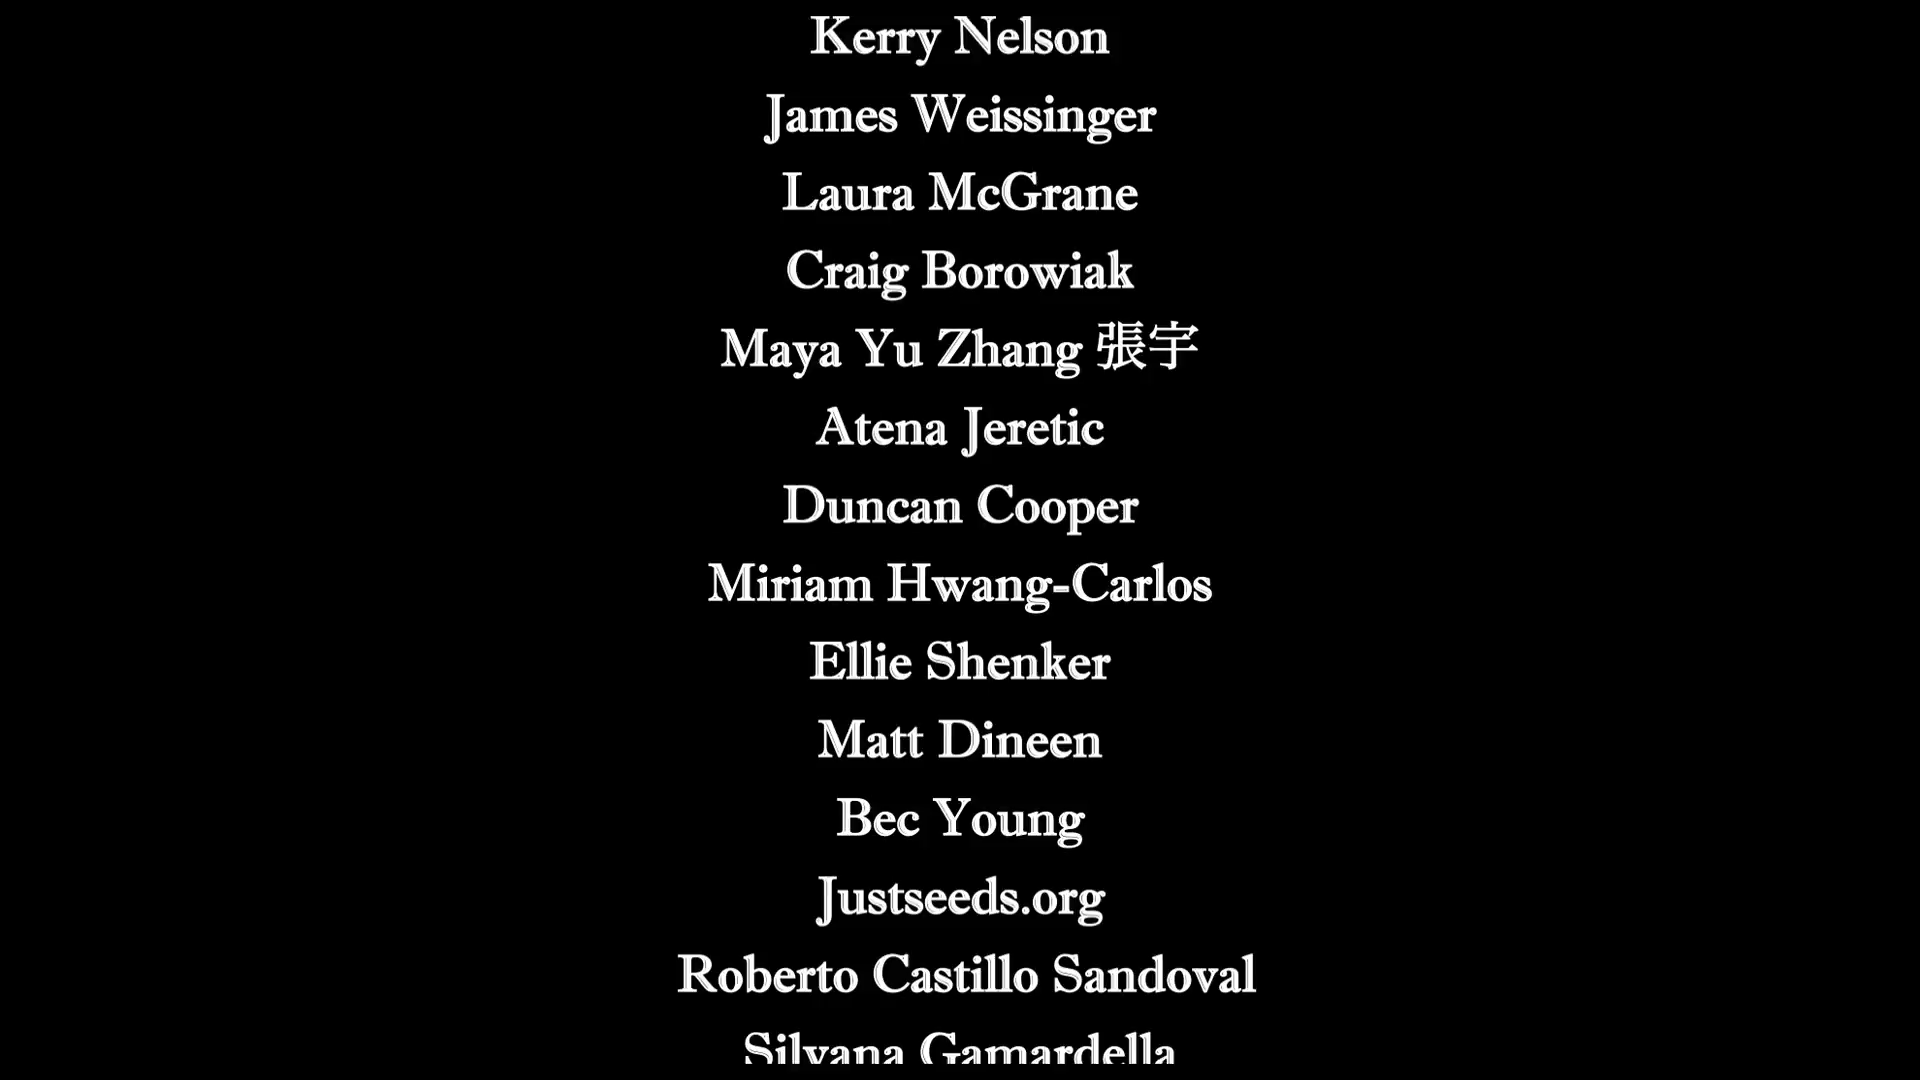 Kerry Nelson
James Weissinger
Laura McGrane
Craig Borowiak
Maya Yu Zhang 張宇
Atena Jeretic
Duncan Cooper
Miriam Hwang-Carlos
Ellie Shenker
Matt Dineen
Bec Young
Justseeds.org
Roberto Castillo Sandoval
Silvana Gamardella